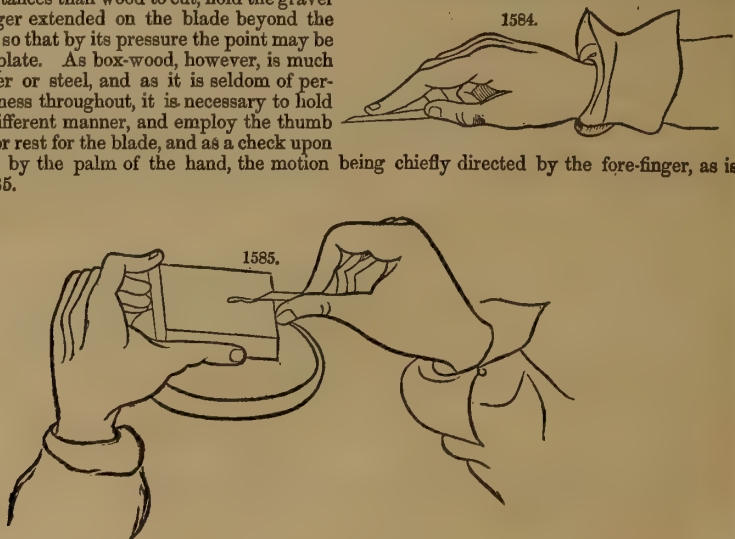 tances than wood to cut, hold the graver
ger extended on the blade beyond the
1584.
so that by its pressure the point may be
plate. As box-wood, however, is much
er or steel, and as it is seldom of per-
ness throughout, it is necessary to hold
ifferent manner, and employ the thumb
or rest for the blade, and as a check upon
by the palm of the hand, the motion being chiefly directed by the fore-finger, as is
35.
1585.